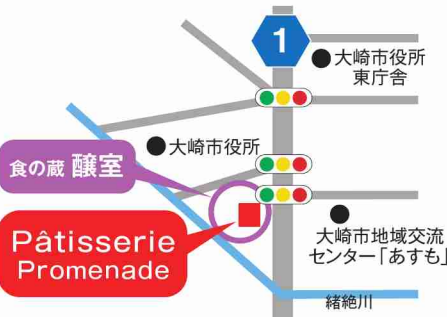 1
大崎市役所
東庁舎
大崎市役所
食の蔵 醸室
Pâtisserie
Promenade
大崎市地域交流
センター「あすも」
緒絶川